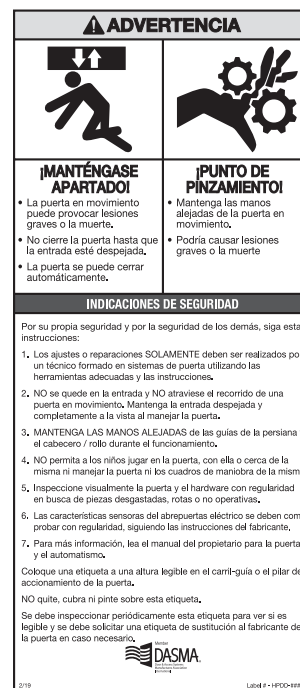 ADVERTENCIA
¡MANTÉNGASE
APARTADO!
• La puerta en movimiento
puede provocar lesiones
graves o la muerte.
• No cierre la puerta hasta que
la entrada esté despejada.
• La puerta se puede cerrar
automáticamente.
¡PUNTO DE
PINZAMIENTO!
• Mantenga las manos
alejadas de la puerta en
movimiento.
• Podría causar lesiones
graves o la muerte
INDICACIONES DE SEGURIDAD
Por su propia seguridad y por la seguridad de los demás, siga esta
instrucciones:
1. Los ajustes o reparaciones SOLAMENTE deben ser realizados po
un técnico formado en sistemas de puerta utilizando las
herramientas adecuadas y las instrucciones.
2. NO se quede en la entrada y NO atraviese el recorrido de una
puerta en movimiento. Mantenga la entrada despejada y
completamente a la vista al manejar la puerta.
3. MANTENGA LAS MANOS ALEJADAS de las guías de la persiana
el cabecero / rollo durante el funcionamiento.
4. NO permita a los niños jugar en la puerta, con ella o cerca de la
misma ni manejar la puerta ni los cuadros de maniobra de la mism
5. Inspeccione visualmente la puerta y el hardware con regularidad
en busca de piezas desgastadas, rotas o no operativas.
6. Las características sensoras del abrepuertas eléctrico se deben com
probar con regularidad, siguiendo las instrucciones del fabricante.
7. Para más información, lea el manual del propietario para la puerta
y el automatismo.
Coloque una etiqueta a una altura legible en el carril-guía o el pilar de
accionamiento de la puerta.
NO quite, cubra ni pinte sobre esta etiqueta.
Se debe inspeccionar periódicamente esta etiqueta para ver si es
legible y se debe solicitar una etiqueta de sustitución al fabricante de
la puerta en caso necesario.
Member
DASMA
2/19
Label # - HPDD-###